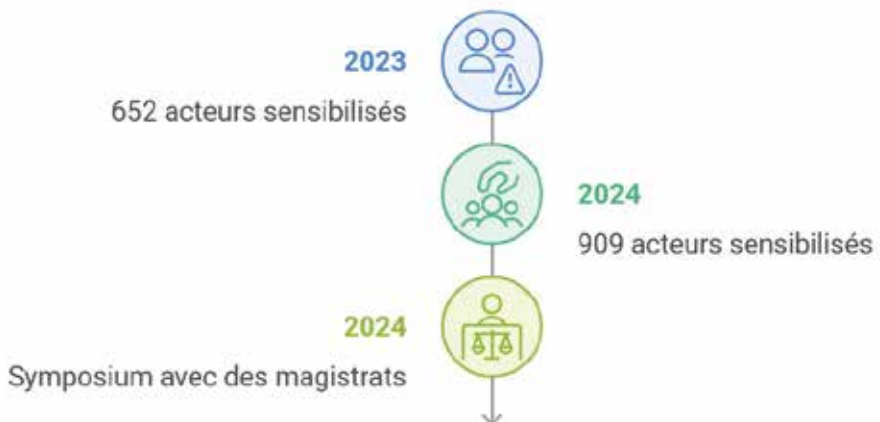 2023
652 acteurs sensibilisés
2024
909 acteurs sensibilisés
2024
Symposium avec des magistrats